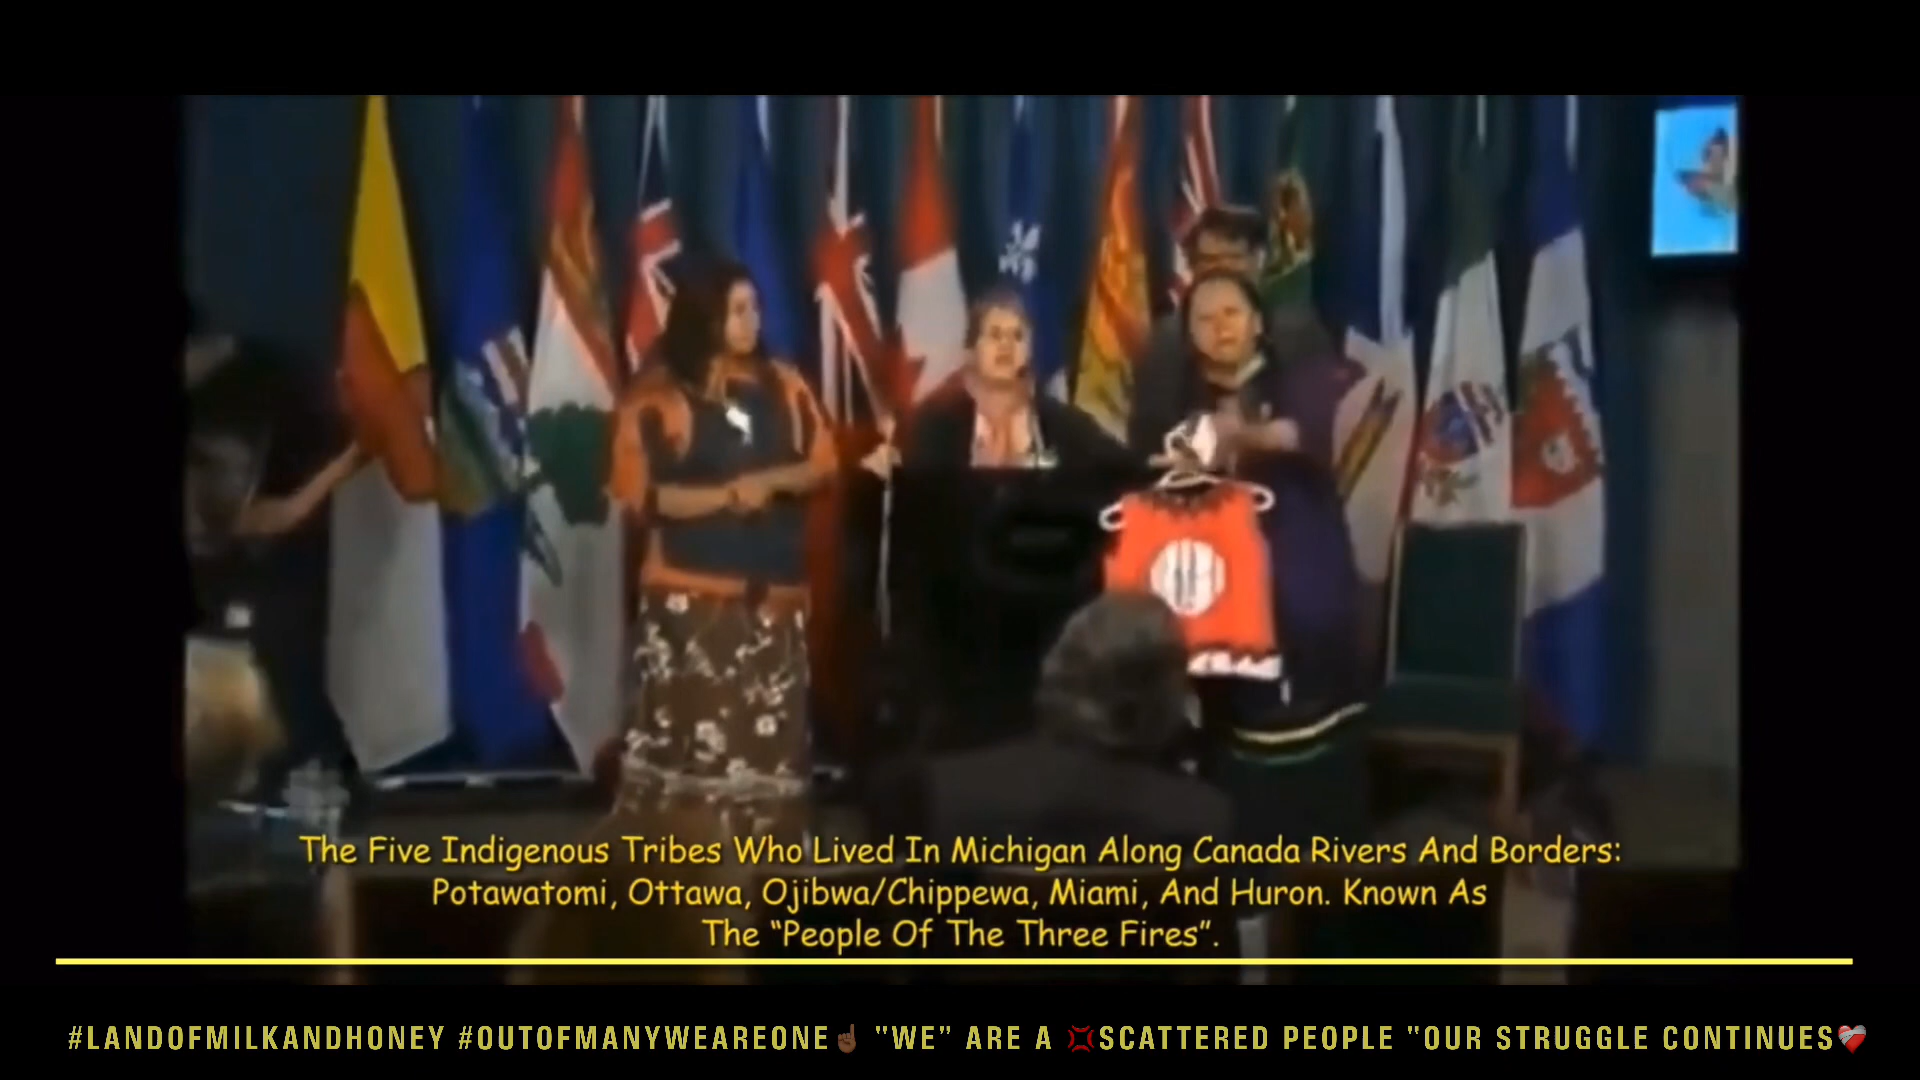 The Five Indigenous Tribes Who Lived In Michigan Along Canada Rivers And Borders:
Potawatomi, Ottawa, Ojibwa/Chippewa, Miami, And Huron. Known As
The “People Of The Three Fires”.
#LANDOFMILKANDHONEY #OUTOFMANYWEAREONE☝🏾 "WE” ARE A 💢SCATTERED PEOPLE "OUR STRUGGLE CONTINUES❤️‍🩹